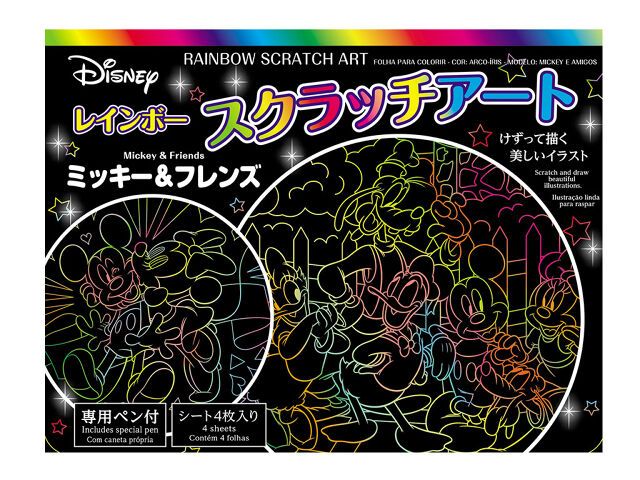 RAINBOW SCRATCH ART FOLHA PARA COLORIR - COR: ARCO-ÍRIS - MODELO: MICKEY E AMIGOS
Disney
レインボー スクラッチアート
Mickey & Friends
ミッキー&フレンズ
けずって描く
美しいイラスト
Scratch and draw
beautiful
illustrations.
Ilustração linda
para raspar
専用ペン付
Includes special pen
Com caneta própria
シート4枚入り
4 sheets
Contém 4 folhas